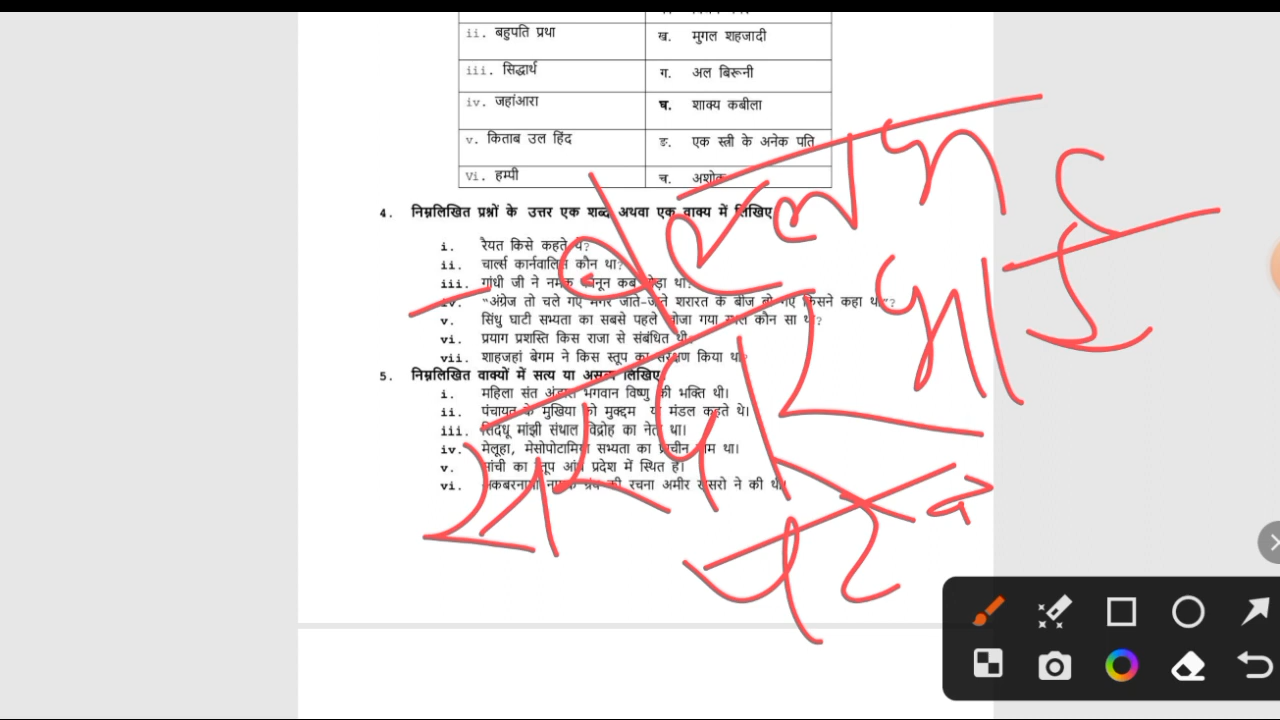 ii. बहुपति प्रथा ख. मुगल शहजादी
iii. सिद्धार्थ ग. अल बिरूनी
iv. जहांआरा घ. शाक्य कबीला
v. किताब उल हिंद ङ. एक स्त्री के अनेक पति
Vi. हम्पी च. अशोक
4. निम्नलिखित प्रश्नों के उत्तर एक शब्द अथवा एक वाक्य में लिखिए
i. रैयत किसे कहते थे?
ii. चार्ल्स कार्नवालिस कौन था?
iii. गांधी जी ने नमक कानून कब तोड़ा था?
iv. "अंग्रेज तो चले गए मगर जाते-जाते शरारत के बीज बो गए किसने कहा था"?
v. सिंधु घाटी सभ्यता का सबसे पहले खोजा गया स्थल कौन सा था?
vi. प्रयाग प्रशस्ति किस राजा से संबंधित थी
vii. शाहजहां बेगम ने किस स्तूप का संरक्षण किया था
5. निम्नलिखित वाक्यों में सत्य या असत्य लिखिए
i. महिला संत अंडाल भगवान विष्णु की भक्ति थी।
ii. पंचायत के मुखिया को मुक्द्दम या मंडल कहते थे।
iii. सिदधू मांझी संथाल विद्रोह का नेता था।
iv. मेलूहा, मेसोपोटामिया सभ्यता का प्राचीन नाम था।
v. सांची का स्तूप आंध्र प्रदेश में स्थित है।
vi. अकबरनामा नामक ग्रंथ की रचना अमीर खुसरो ने की थी